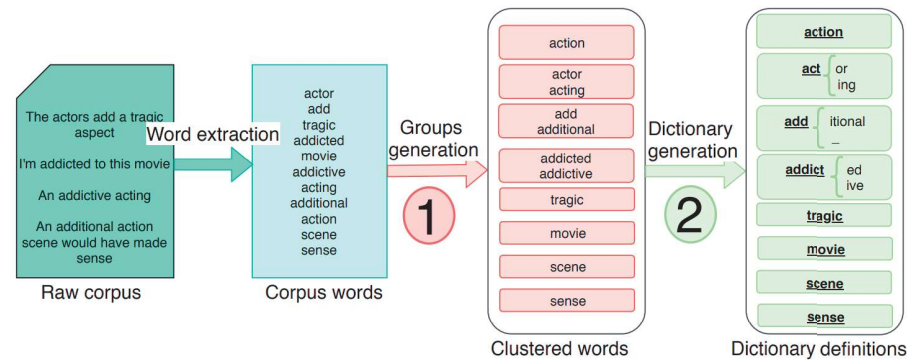 The actors add a tragic
aspect
I'm addicted to this movie
An addictive acting
An additional action
scene would have made
sense
Raw corpus
Word extraction
actor
add
tragic
addicted
movie
addictive
acting
additional
action
scene
sense
Corpus words
Groups
generation
1
action
actor
acting
add
additional
addicted
addictive
tragic
movie
scene
sense
Clustered words
Dictionary
generation
2
action
act { or
ing
add { itional
_
addict { ed
ive
tragic
movie
scene
sense
Dictionary definitions